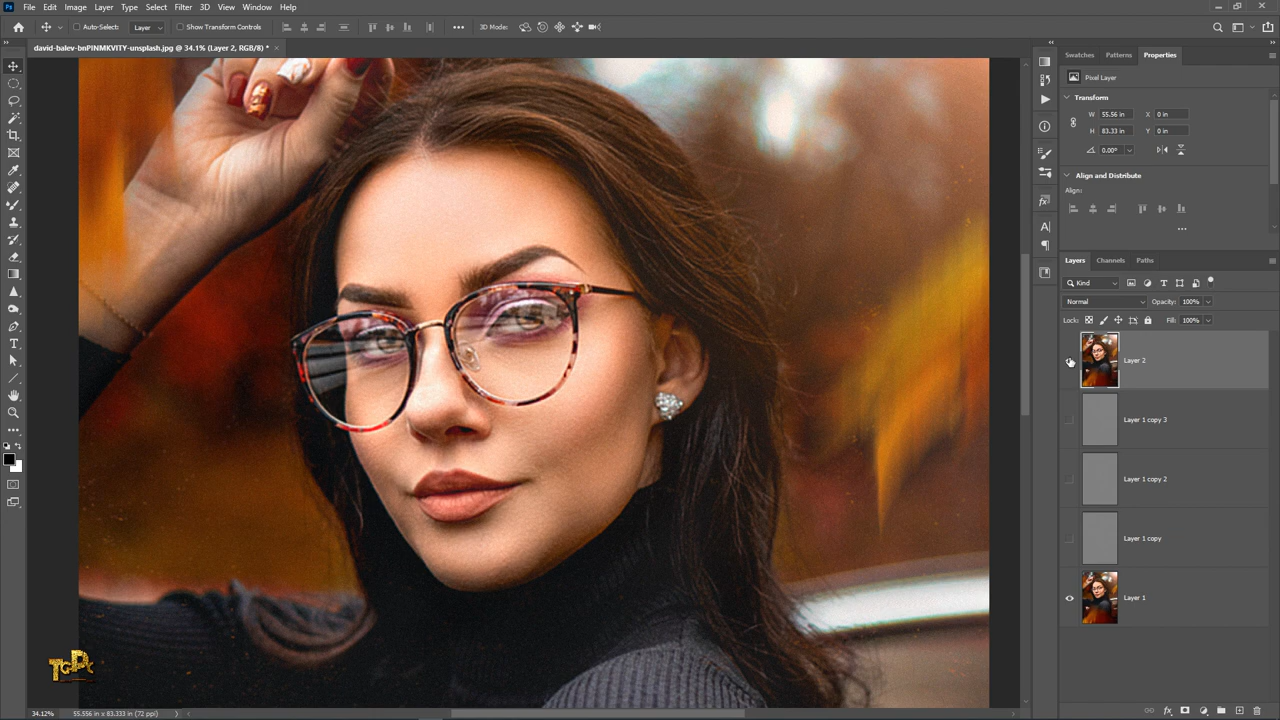 Ps File Edit Image Layer Type Select Filter 3D View Window Help
Auto-Select: Layer Show Transform Controls 3D Mode:
david-balev-bnPINMKVITY-unsplash.jpg @ 34.1% (Layer 2, RGB/8) *
Swatches Patterns Properties
Pixel Layer
Transform
W 55.56 in X 0 in
H 83.33 in Y 0 in
0.00°
Align and Distribute
Align:
Layers Channels Paths
Kind
Normal Opacity: 100%
Lock: Fill: 100%
Layer 2
Layer 1 copy 3
Layer 1 copy 2
Layer 1 copy
Layer 1
34.12% 55.556 in x 83.333 in (72 ppi)